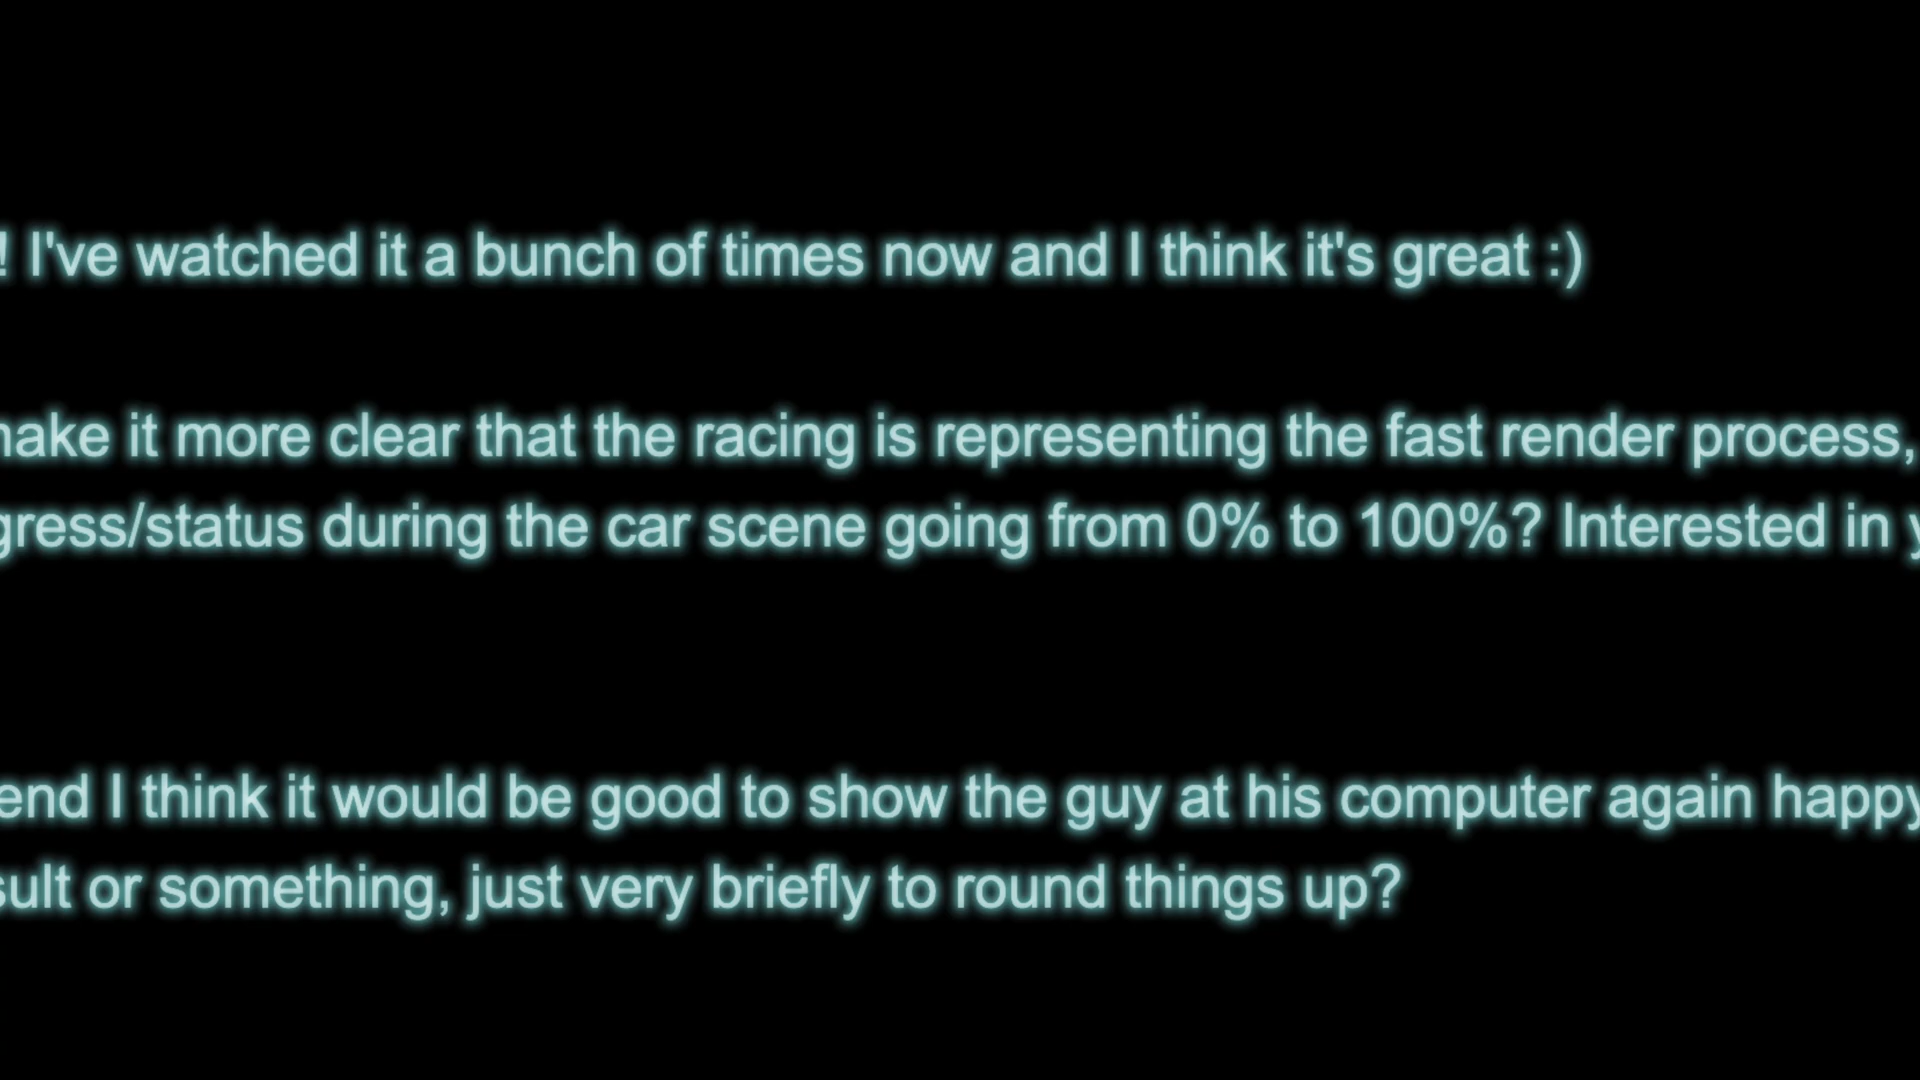 ! I've watched it a bunch of times now and I think it's great :)
make it more clear that the racing is representing the fast render process,
gress/status during the car scene going from 0% to 100%? Interested in y
end I think it would be good to show the guy at his computer again happy
sult or something, just very briefly to round things up?